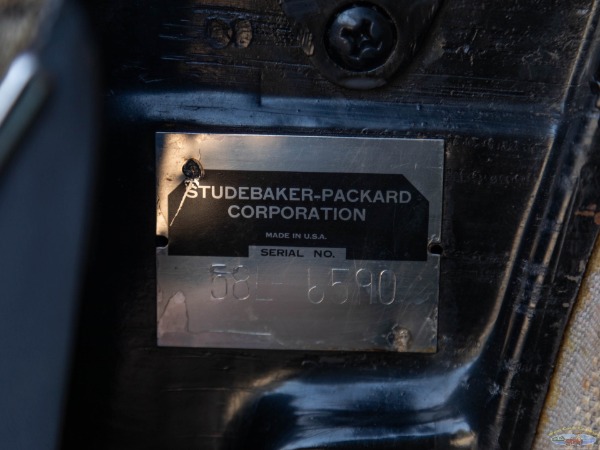 STUDEBAKER-PACKARD
CORPORATION
MADE IN U.S.A.
SERIAL NO.
58L-6590